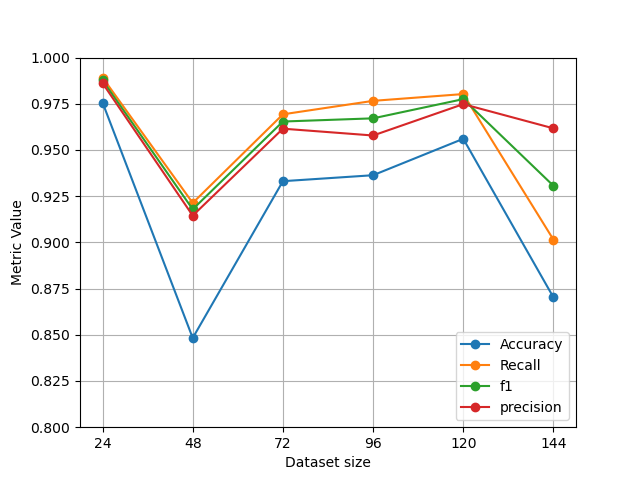 1.000
0.975
0.950
0.925
0.900
0.875
0.850
0.825
0.800
Metric Value
24 48 72 96 120 144
Dataset size
Accuracy
Recall
f1
precision